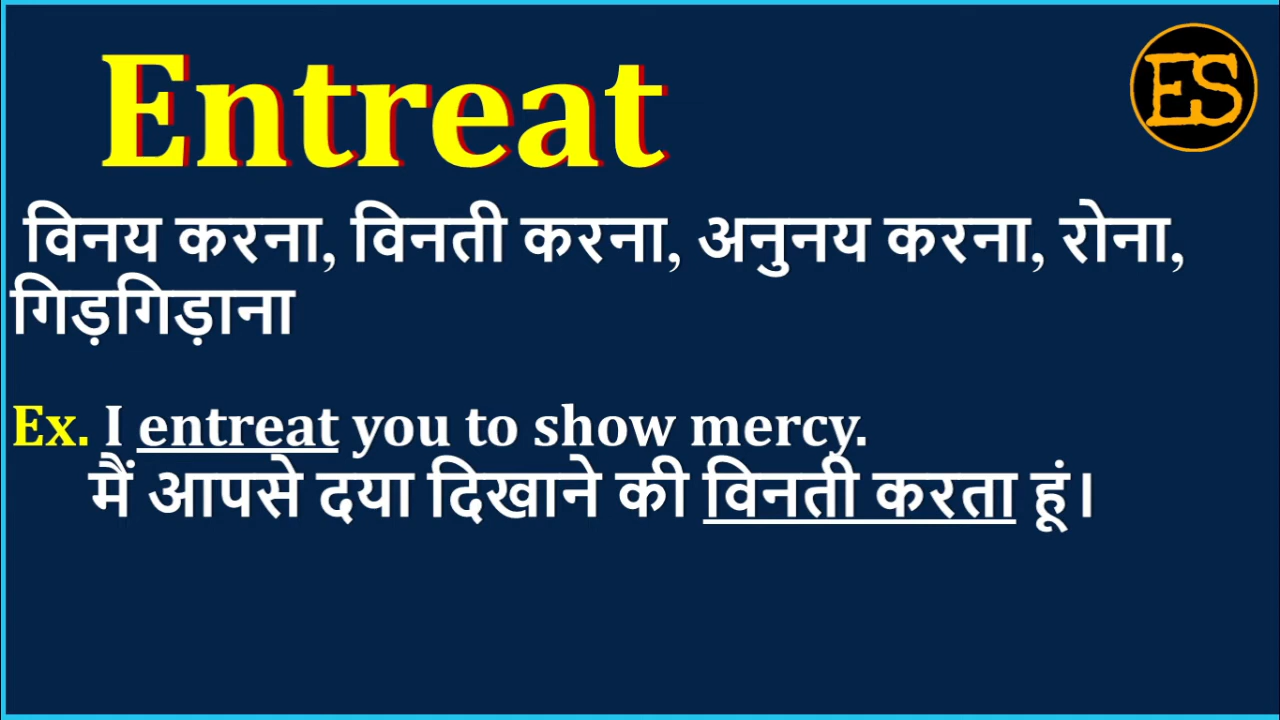 Entreat
ES
विनय करना, विनती करना, अनुनय करना, रोना,
गिड़गिड़ाना
Ex. I entreat you to show mercy.
मैं आपसे दया दिखाने की विनती करता हूं।